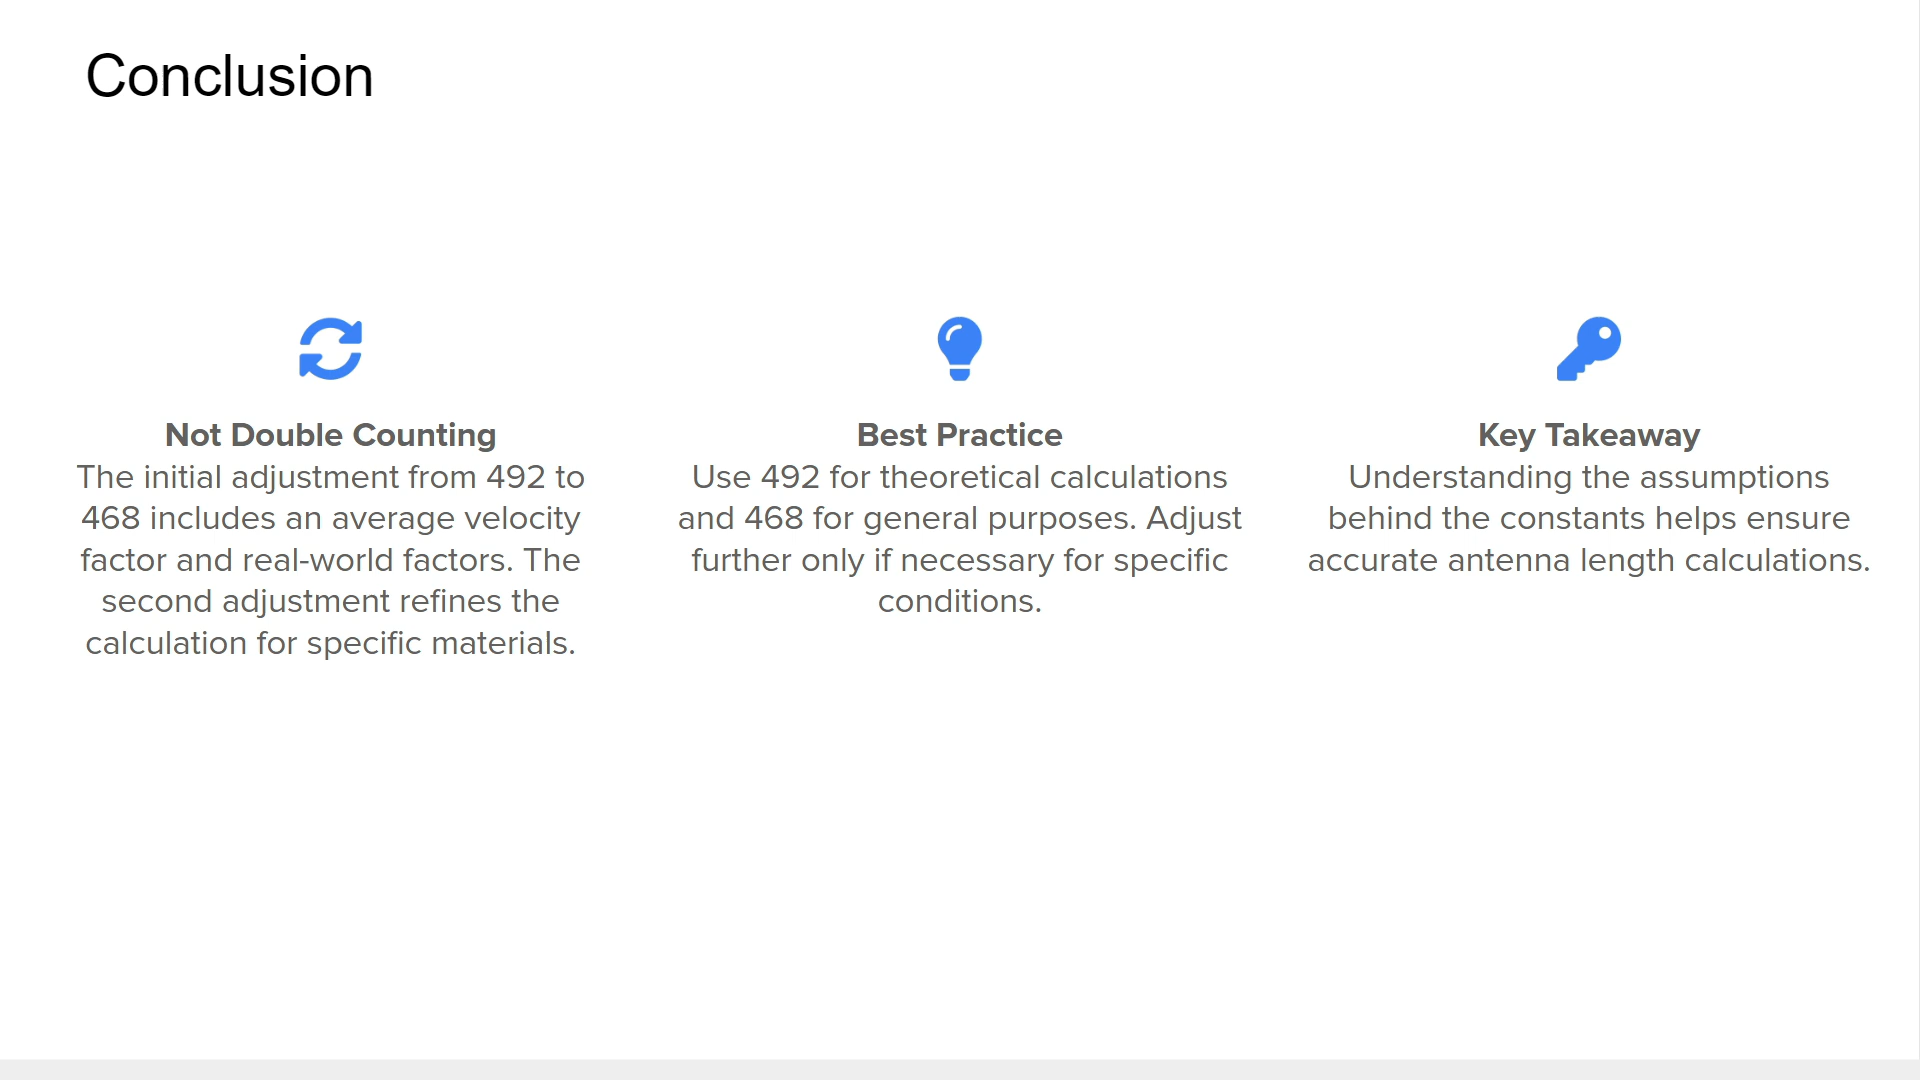 Conclusion
Not Double Counting
The initial adjustment from 492 to
468 includes an average velocity
factor and real-world factors. The
second adjustment refines the
calculation for specific materials.
Best Practice
Use 492 for theoretical calculations
and 468 for general purposes. Adjust
further only if necessary for specific
conditions.
Key Takeaway
Understanding the assumptions
behind the constants helps ensure
accurate antenna length calculations.